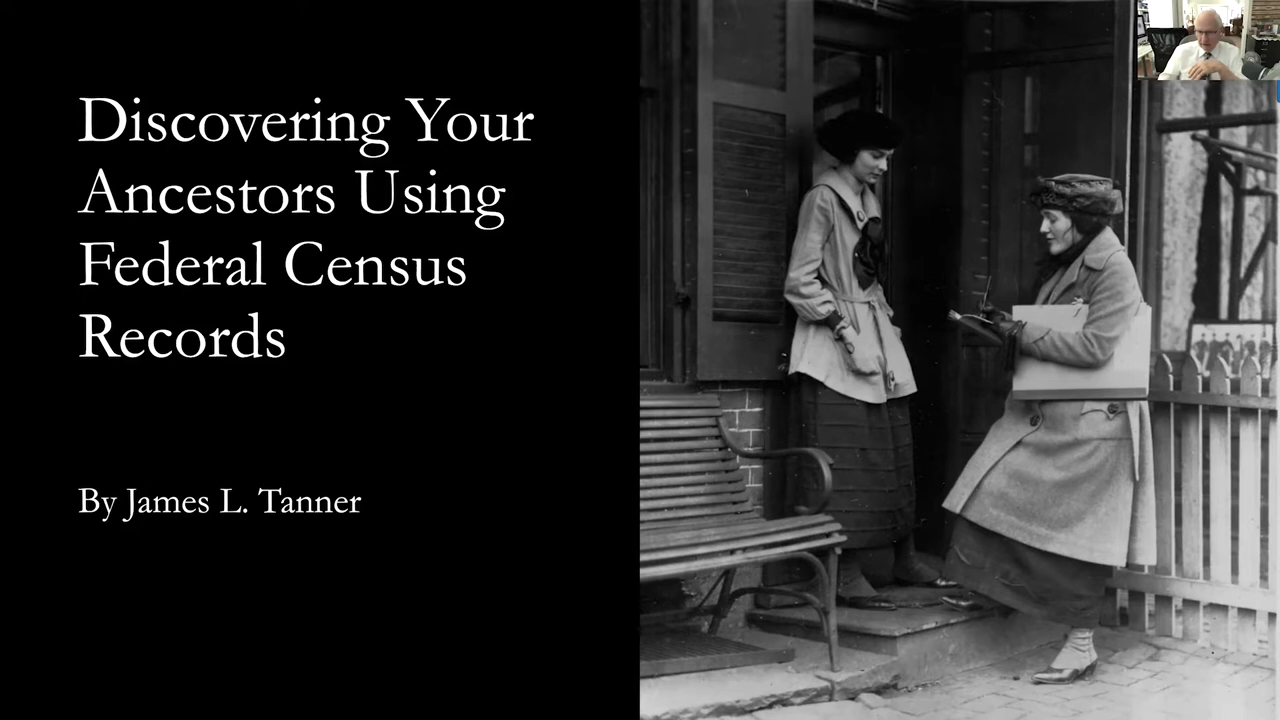 Discovering Your
Ancestors Using
Federal Census
Records
By James L. Tanner